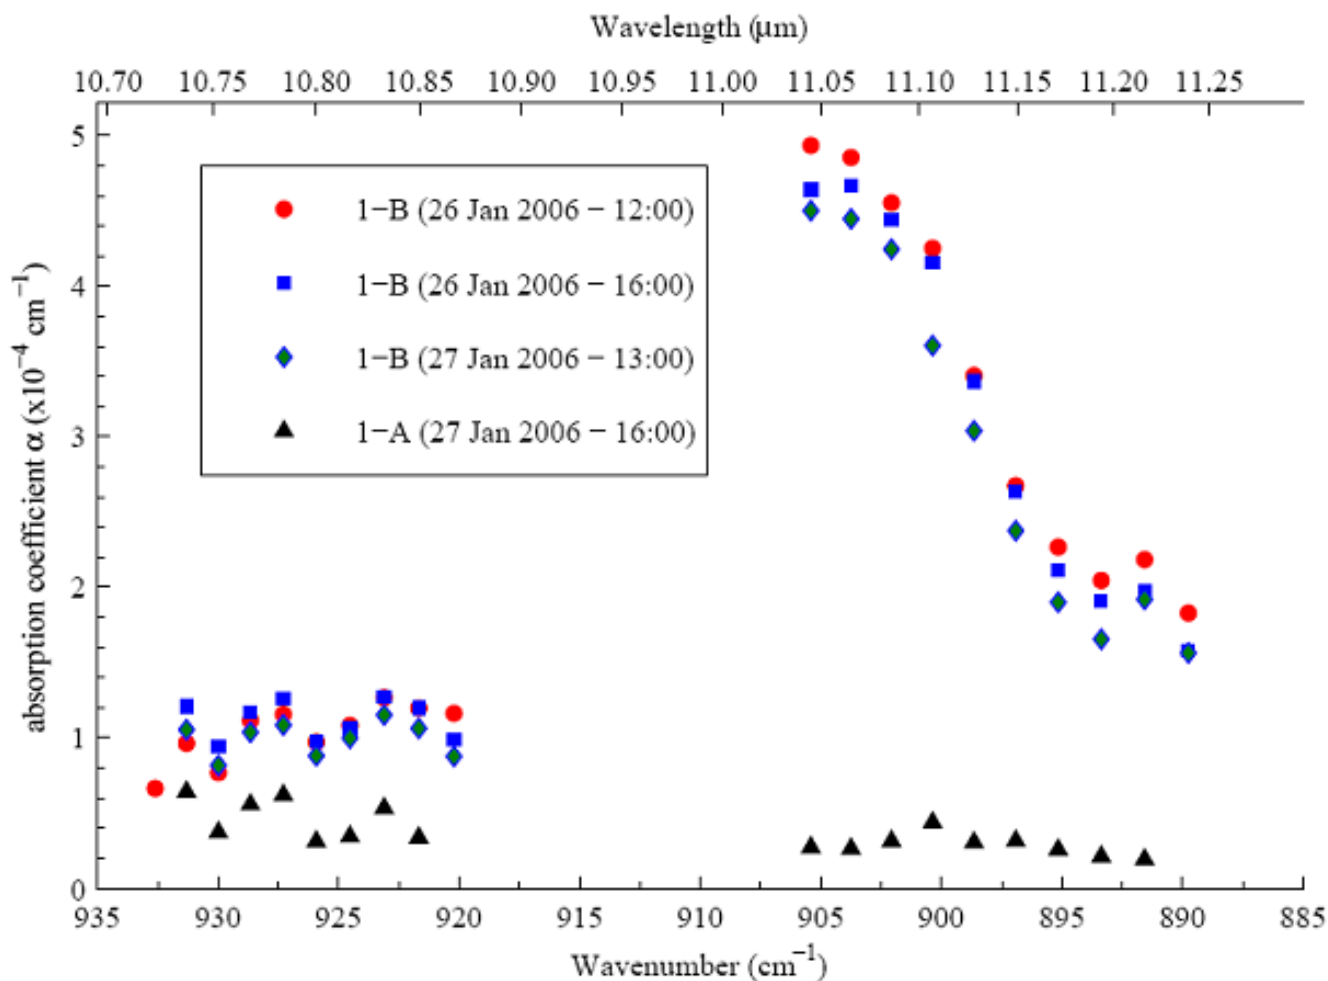 Wavelength (μm)
10.70 10.75 10.80 10.85 10.90 10.95 11.00 11.05 11.10 11.15 11.20 11.25
absorption coefficient α (x10⁻⁴ cm⁻¹)
5
4
3
2
1
0
1−B (26 Jan 2006 − 12:00)
1−B (26 Jan 2006 − 16:00)
1−B (27 Jan 2006 − 13:00)
1−A (27 Jan 2006 − 16:00)
935 930 925 920 915 910 905 900 895 890 885
Wavenumber (cm⁻¹)